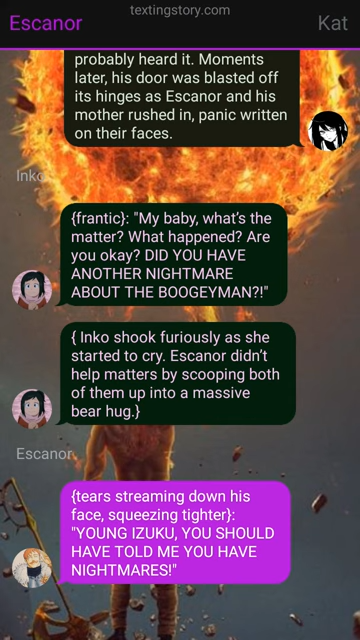 textingstory.com
Escanor
Kat
probably heard it. Moments
later, his door was blasted off
its hinges as Escanor and his
mother rushed in, panic written
on their faces.
Inko
{frantic}: "My baby, what's the
matter? What happened? Are
you okay? DID YOU HAVE
ANOTHER NIGHTMARE
ABOUT THE BOOGEYMAN?!"
{ Inko shook furiously as she
started to cry. Escanor didn't
help matters by scooping both
of them up into a massive
bear hug.}
Escanor
{tears streaming down his
face, squeezing tighter}:
"YOUNG IZUKU, YOU SHOULD
HAVE TOLD ME YOU HAVE
NIGHTMARES!"